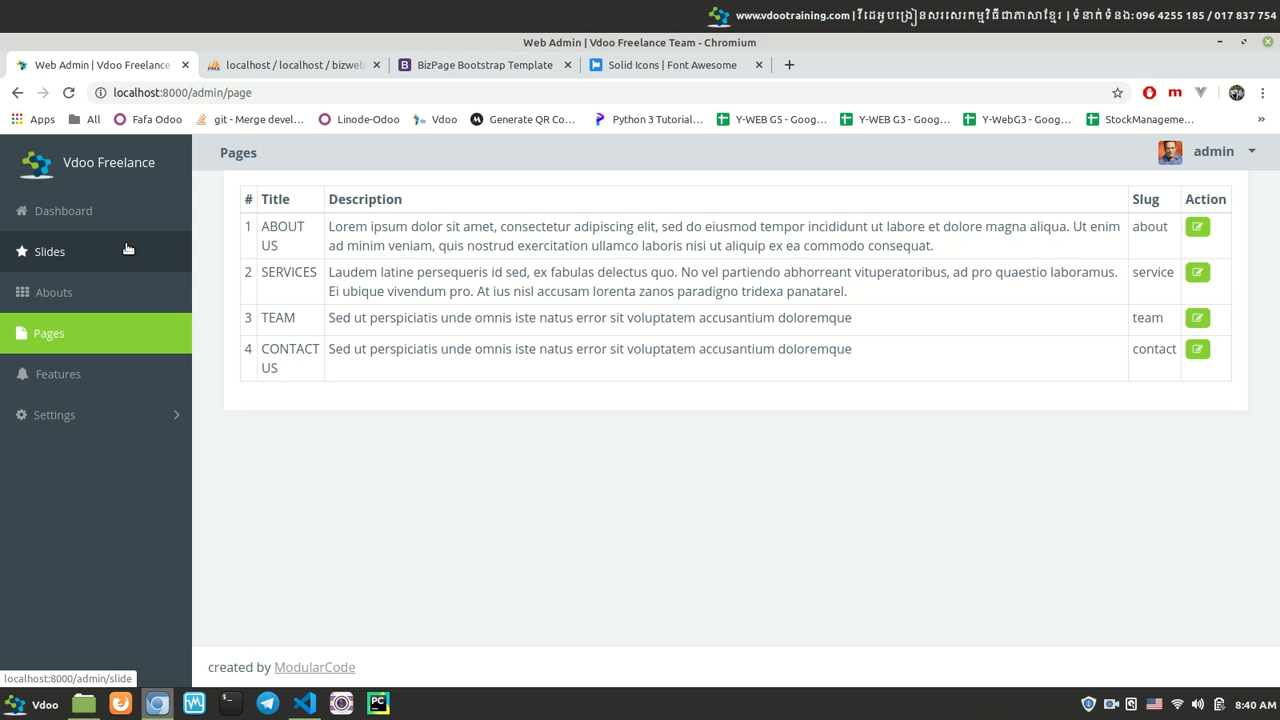 www.vdootraining.com | វីដេអូបង្រៀនសរសេរកម្មវិធីជាភាសាខ្មែរ | ទំនាក់ទំនង: 096 4255 185 / 017 837 754
Web Admin | Vdoo Freelance Team - Chromium
Web Admin | Vdoo Freelance
localhost / localhost / bizweb
BizPage Bootstrap Template
Solid Icons | Font Awesome
localhost:8000/admin/page
Apps
All
Fafa Odoo
git - Merge devel...
Linode-Odoo
Vdoo
Generate QR Co...
Python 3 Tutorial...
Y-WEB G5 - Goog...
Y-WEB G3 - Goog...
Y-WebG3 - Goog...
StockManageme...
»
Vdoo Freelance
Pages
admin
Dashboard
Slides
Abouts
Pages
Features
Settings
# Title Description Slug Action
1 ABOUT US Lorem ipsum dolor sit amet, consectetur adipiscing elit, sed do eiusmod tempor incididunt ut labore et dolore magna aliqua. Ut enim about
ad minim veniam, quis nostrud exercitation ullamco laboris nisi ut aliquip ex ea commodo consequat.
2 SERVICES Laudem latine persequeris id sed, ex fabulas delectus quo. No vel partiendo abhorreant vituperatoribus, ad pro quaestio laboramus. service
Ei ubique vivendum pro. At ius nisl accusam lorenta zanos paradigno tridexa panatarel.
3 TEAM Sed ut perspiciatis unde omnis iste natus error sit voluptatem accusantium doloremque team
4 CONTACT US Sed ut perspiciatis unde omnis iste natus error sit voluptatem accusantium doloremque contact
created by ModularCode
localhost:8000/admin/slide
Vdoo
8:40 AM